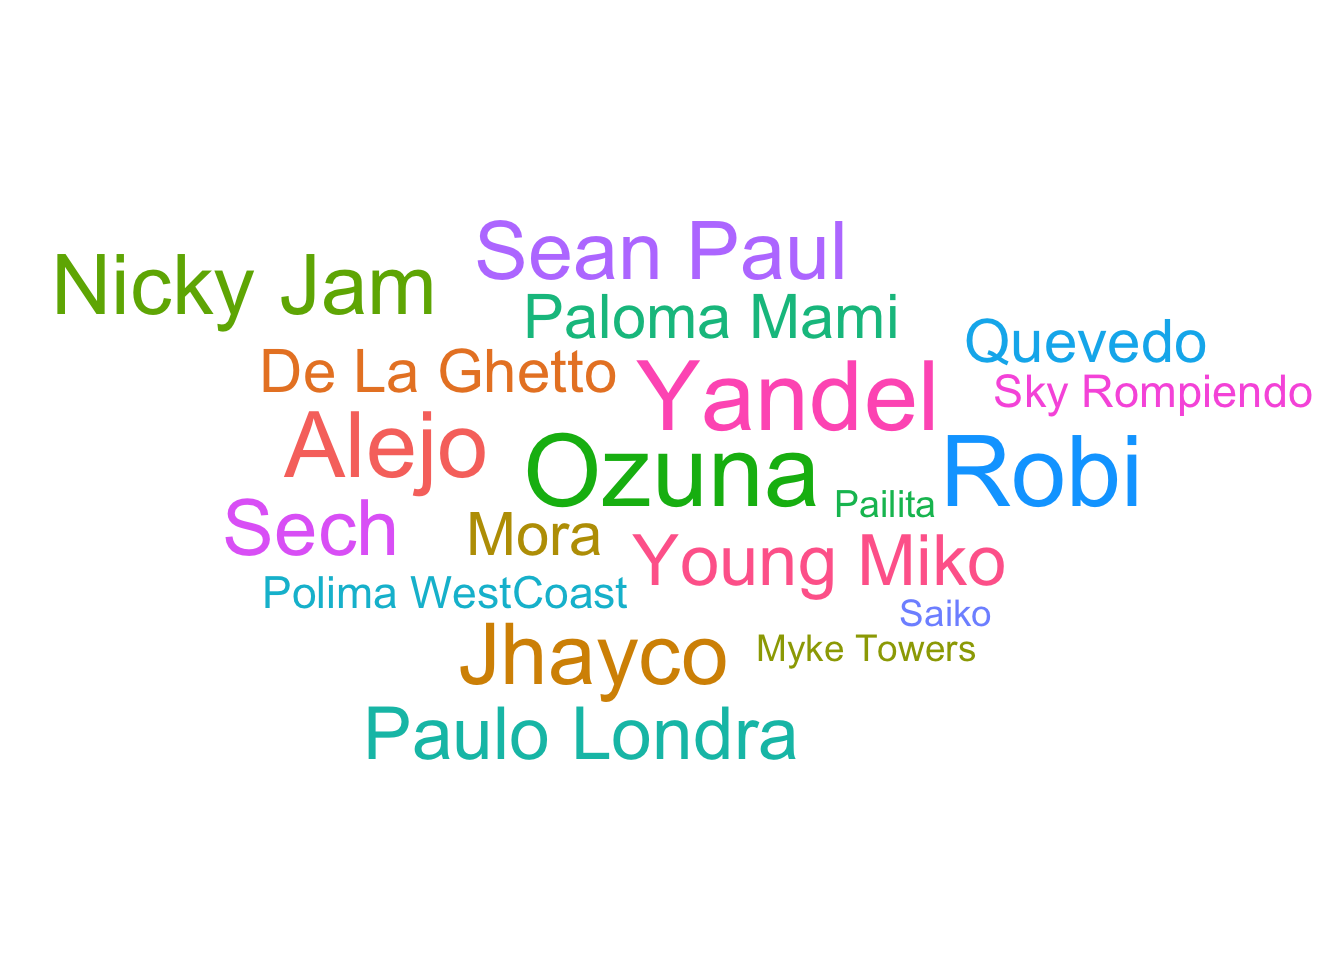 Sean Paul
Nicky Jam
Paloma Mami
Quevedo
De La Ghetto
Yandel
Sky Rompiendo
Alejo
Ozuna
Robi
Pailita
Sech
Mora
Young Miko
Polima WestCoast
Saiko
Jhayco
Myke Towers
Paulo Londra